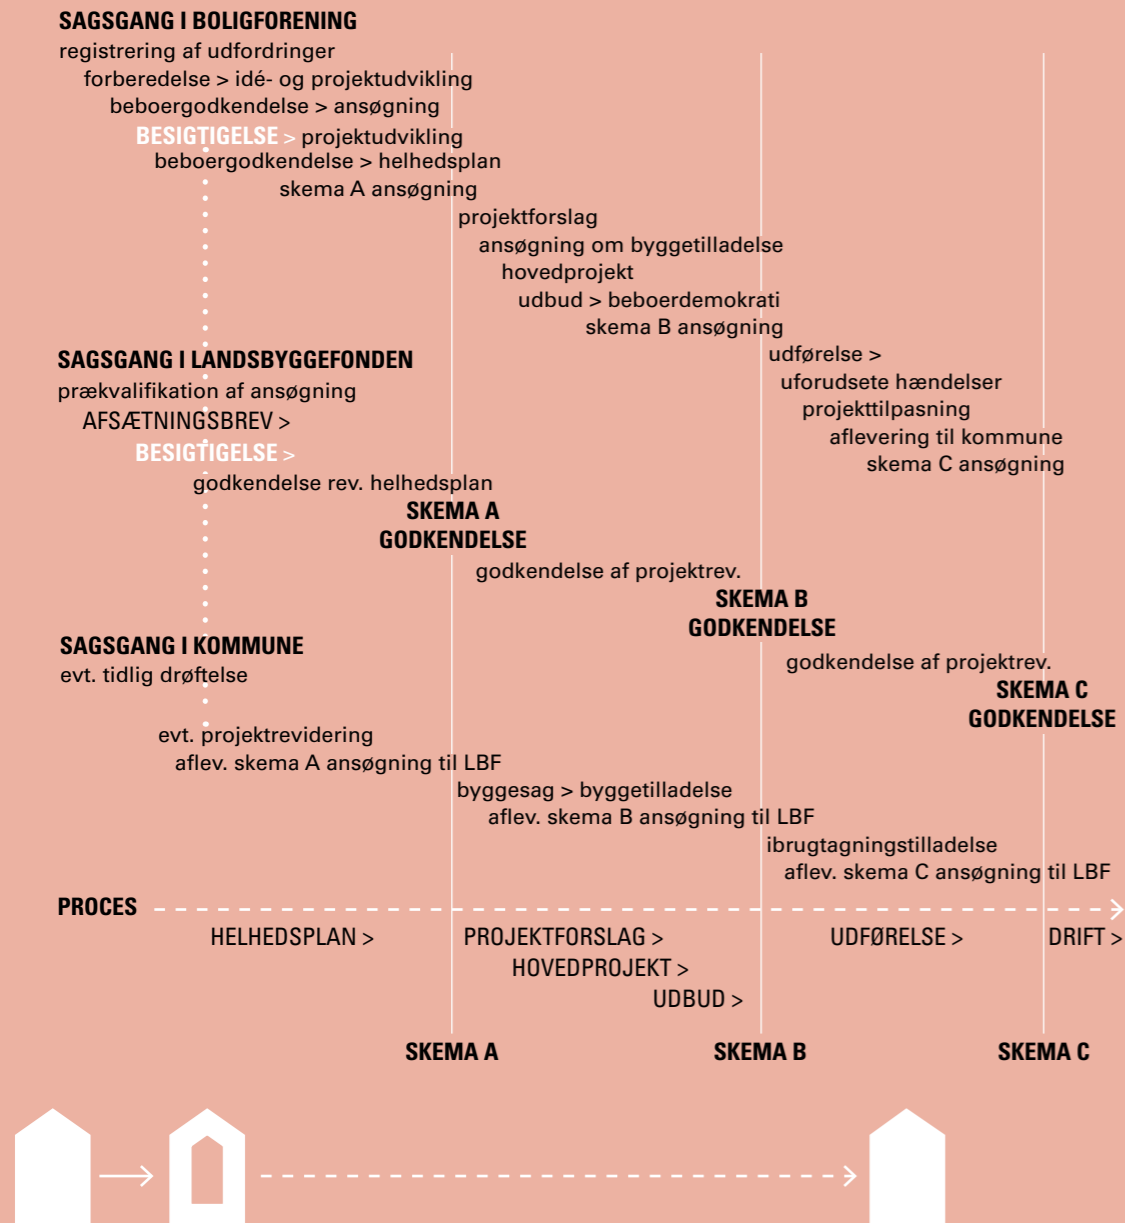 SAGSGANG I BOLIGFORENING
registrering af udfordringer
forberedelse > idé- og projektudvikling
beboergodkendelse > ansøgning
BESIGTIGELSE > projektudvikling
beboergodkendelse > helhedsplan
skema A ansøgning
projektforslag
ansøgning om byggetilladelse
hovedprojekt
udbud > beboerdemokrati
skema B ansøgning
udførelse >
uforudsete hændelser
projekttilpasning
aflevering til kommune
skema C ansøgning
SAGSGANG I LANDSBYGGEFONDEN
prækvalifikation af ansøgning
AFSÆTNINGSBREV >
BESIGTIGELSE >
godkendelse rev. helhedsplan
SKEMA A
GODKENDELSE
godkendelse af projektrev.
SKEMA B
GODKENDELSE
godkendelse af projektrev.
SKEMA C
GODKENDELSE
SAGSGANG I KOMMUNE
evt. tidlig drøftelse
evt. projektrevidering
aflev. skema A ansøgning til LBF
byggesag > byggetilladelse
aflev. skema B ansøgning til LBF
ibrugtagningstilladelse
aflev. skema C ansøgning til LBF
PROCES
HELHEDSPLAN > PROJEKTFORSLAG > UDFØRELSE > DRIFT >
HOVEDPROJEKT >
UDBUD >
SKEMA A SKEMA B SKEMA C